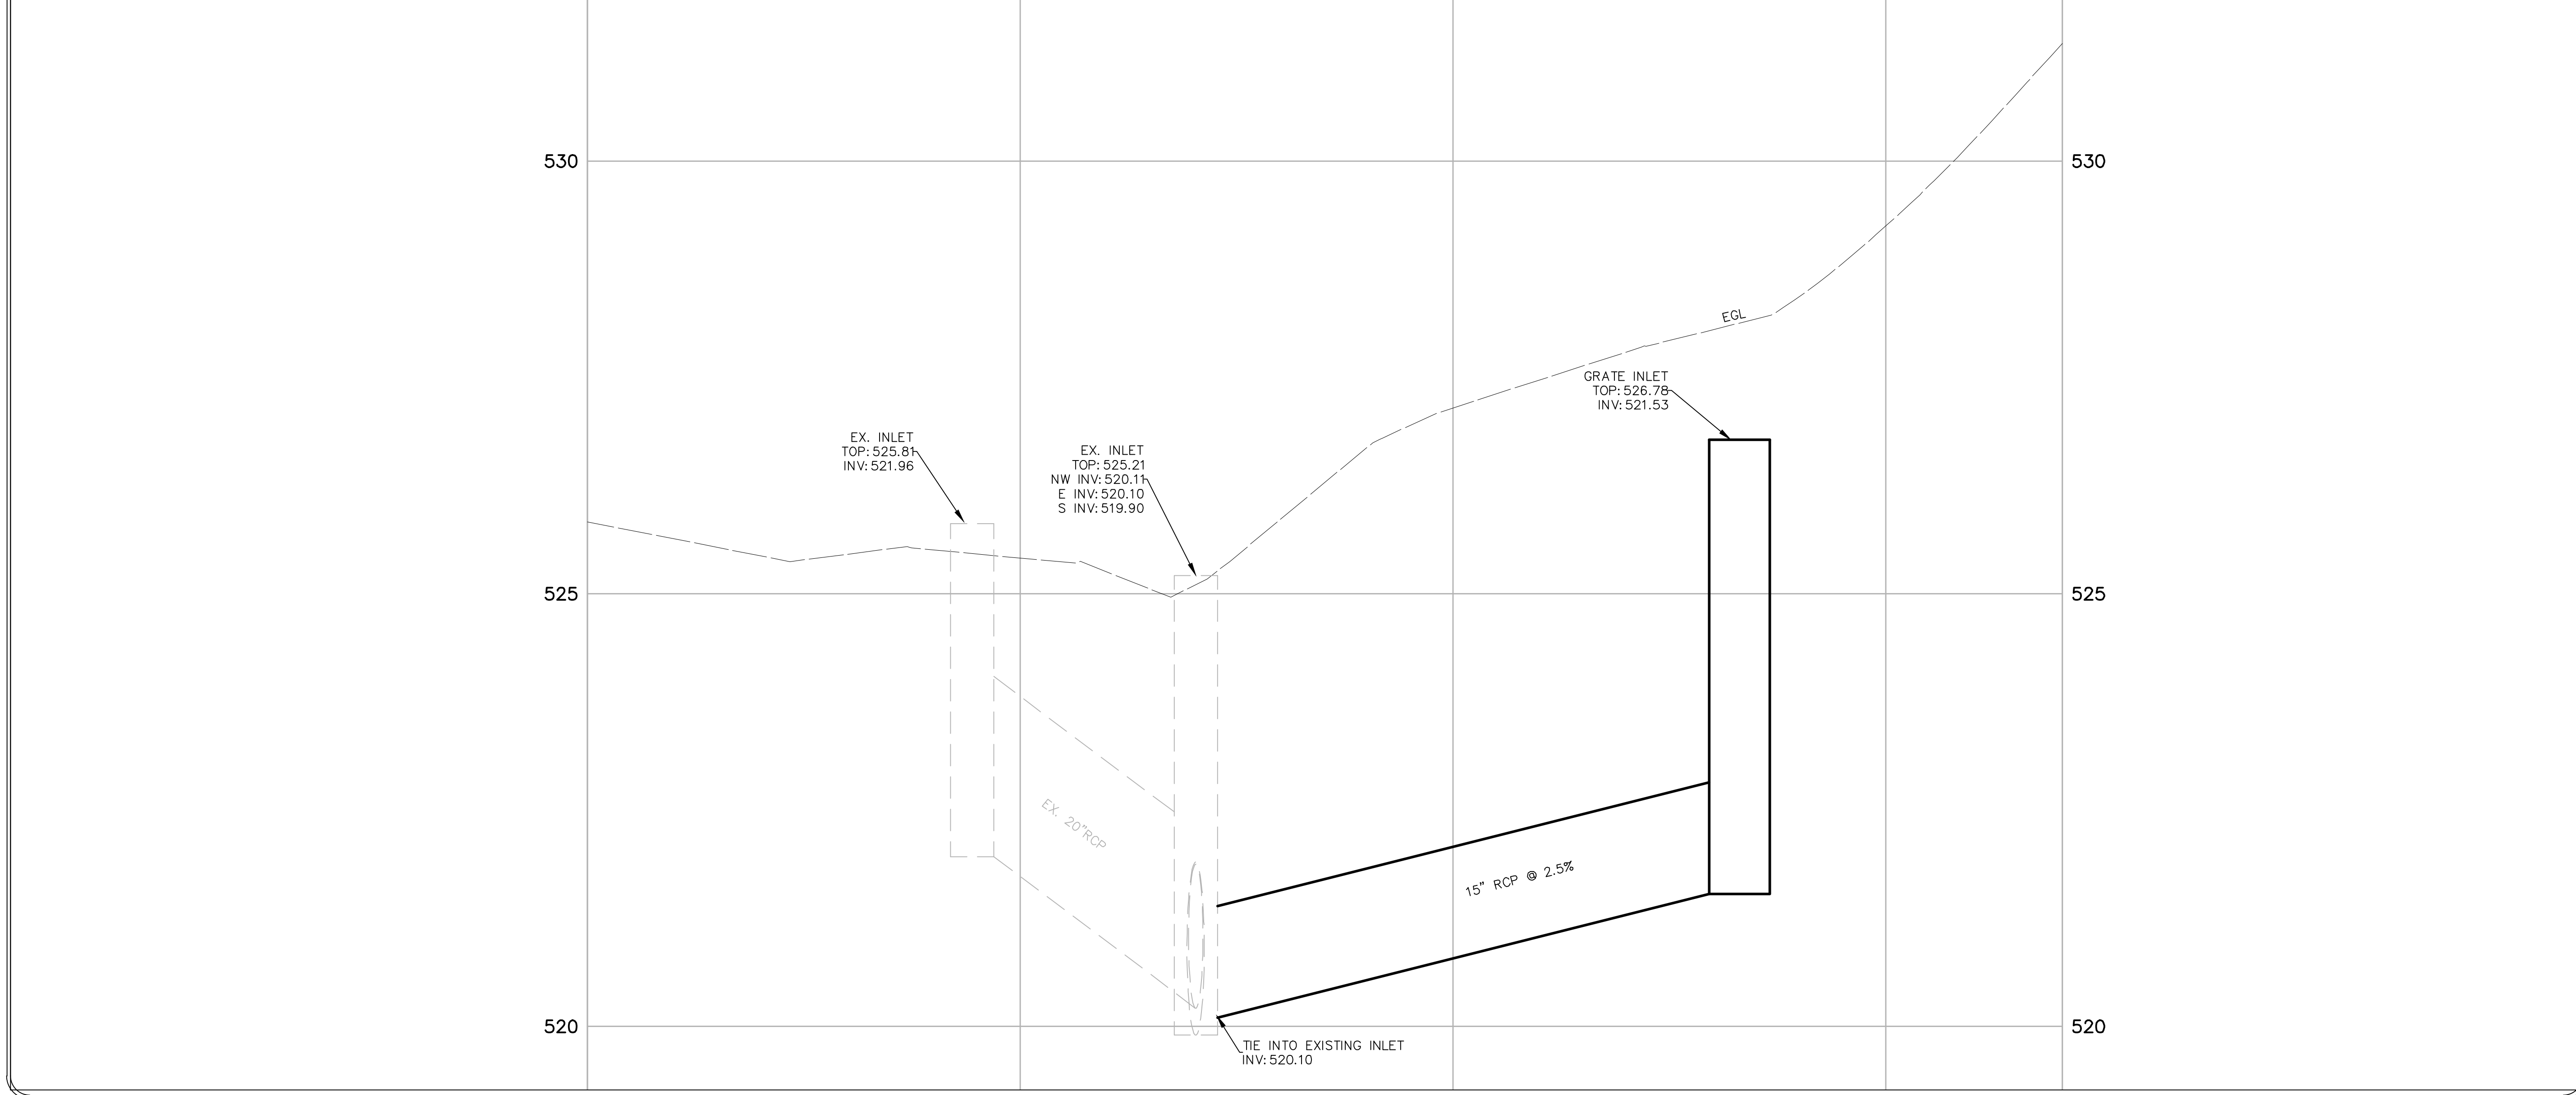 530
530
EGL
GRATE INLET
TOP: 526.78
INV: 521.53
EX. INLET
TOP: 525.81
INV: 521.96
EX. INLET
TOP: 525.21
NW INV: 520.11
E INV: 520.10
S INV: 519.90
525
525
EX. 20"RCP
15" RCP @ 2.5%
520
520
TIE INTO EXISTING INLET
INV: 520.10